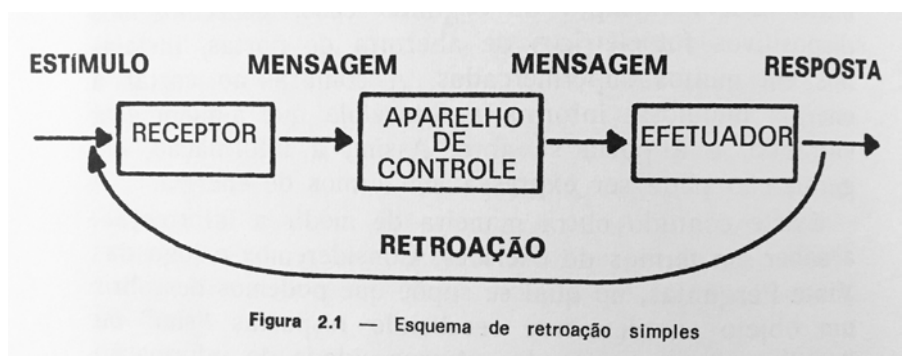 ESTÍMULO MENSAGEM MENSAGEM RESPOSTA
RECEPTOR
APARELHO
DE
CONTROLE
EFETUADOR
RETROAÇÃO
Figura 2.1 – Esquema de retroação simples